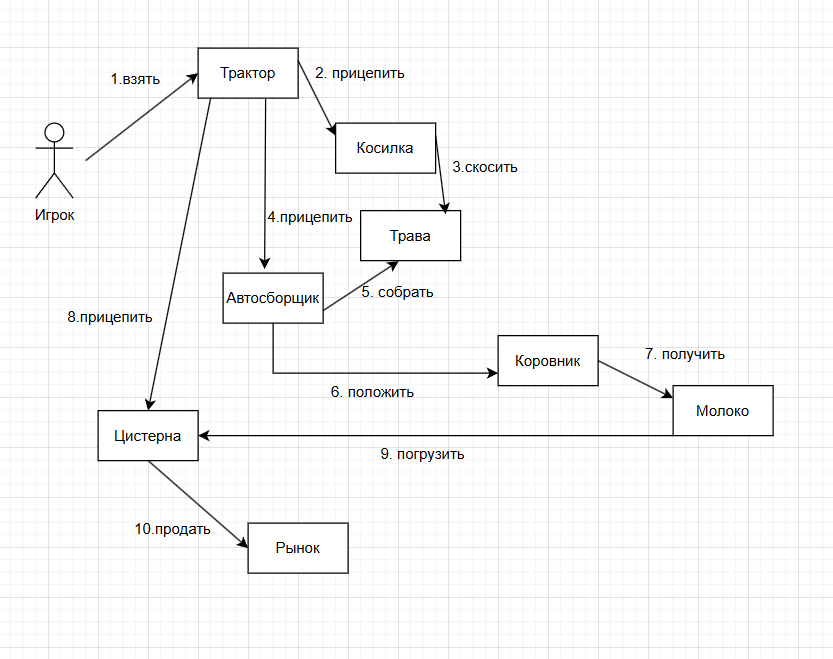 Трактор
1.взять
2. прицепить
Косилка
3.скосить
Игрок
4.прицепить
Трава
Автосборщик
5. собрать
8.прицепить
Коровник
7. получить
6. положить
Молоко
Цистерна
9. погрузить
10.продать
Рынок